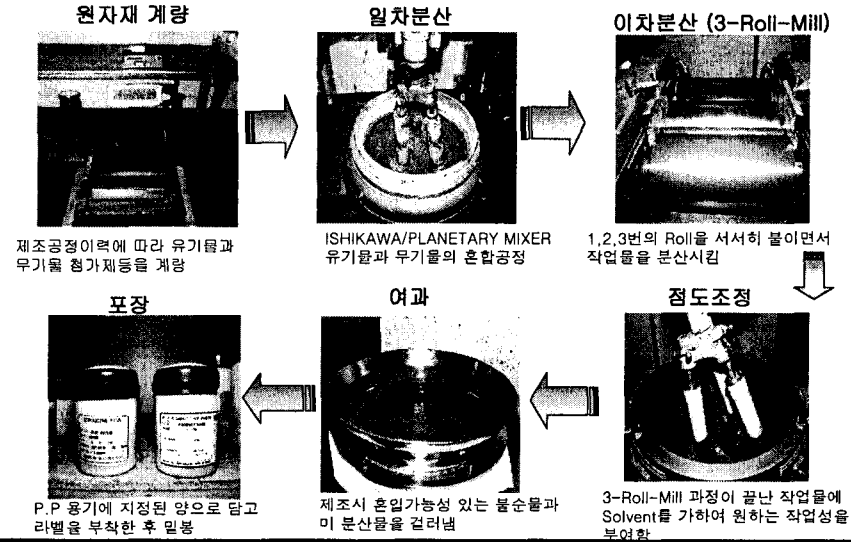 원자재 계량
제조공정이력에 따라 유기물과
무기물 첨가제등을 계량
일차분산
ISHIKAWA/PLANETARY MIXER
유기물과 무기물의 혼합공정
이차분산 (3-Roll-Mill)
1,2,3번의 Roll을 서서히 붙이면서
작업물을 분산시킴
점도조정
3-Roll-Mill 과정이 끝난 작업물에
Solvent를 가하여 원하는 작업성을
부여함
여과
제조시 혼입가능성 있는 불순물과
미 분산물을 걸러냄
포장
P.P 용기에 지정된 양으로 담고
라벨을 부착한 후 밀봉